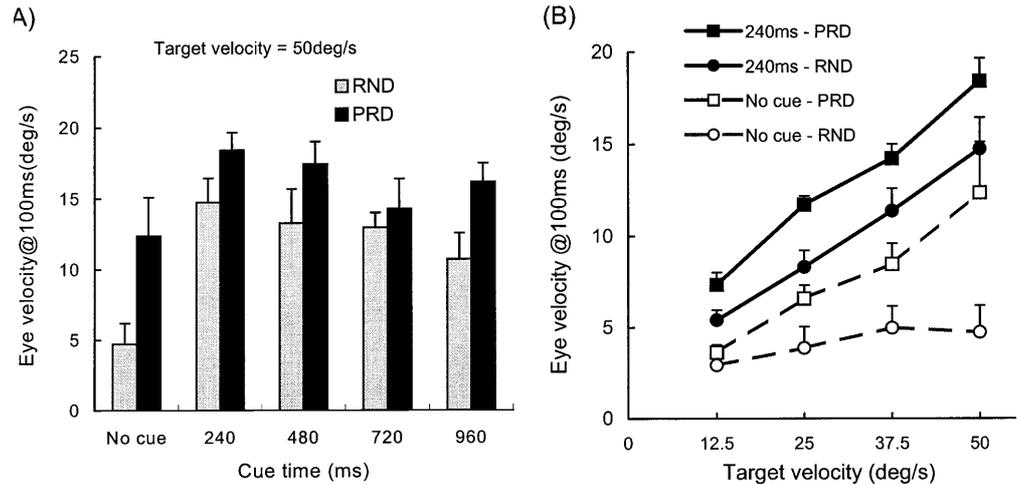 A)
Target velocity = 50deg/s
RND
PRD
Eye velocity@100ms(deg/s)
25
20
15
10
5
0
No cue 240 480 720 960
Cue time (ms)
(B)
240ms - PRD
240ms - RND
No cue - PRD
No cue - RND
Eye velocity @100ms (deg/s)
20
15
10
5
0
0 12.5 25 37.5 50
Target velocity (deg/s)